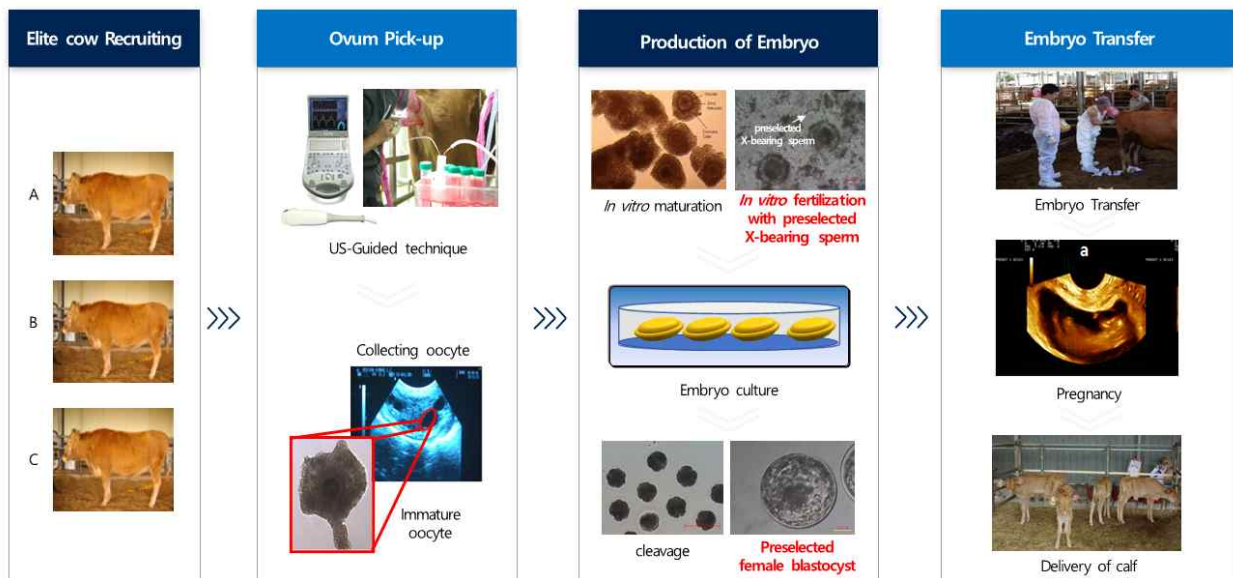 Elite cow Recruiting
A
B
C
Ovum Pick-up
US-Guided technique
Collecting oocyte
Immature
oocyte
Production of Embryo
In vitro maturation
preselected
X-bearing sperm
In vitro fertilization
with preselected
X-bearing sperm
Embryo culture
cleavage
Preselected
female blastocyst
Embryo Transfer
Embryo Transfer
a
Pregnancy
Delivery of calf